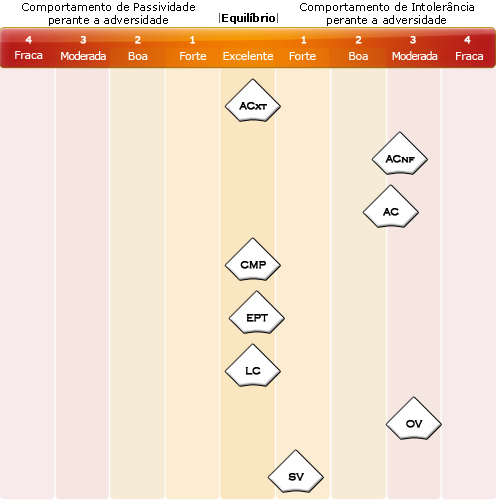 Comportamento de Passividade
perante a adversidade
|Equilíbrio|
Comportamento de Intolerância
perante a adversidade
4 3 2 1 1 2 3 4
Fraca Moderada Boa Forte Excelente Forte Boa Moderada Fraca
ACXT
ACNF
AC
CMP
EPT
LC
OV
SV